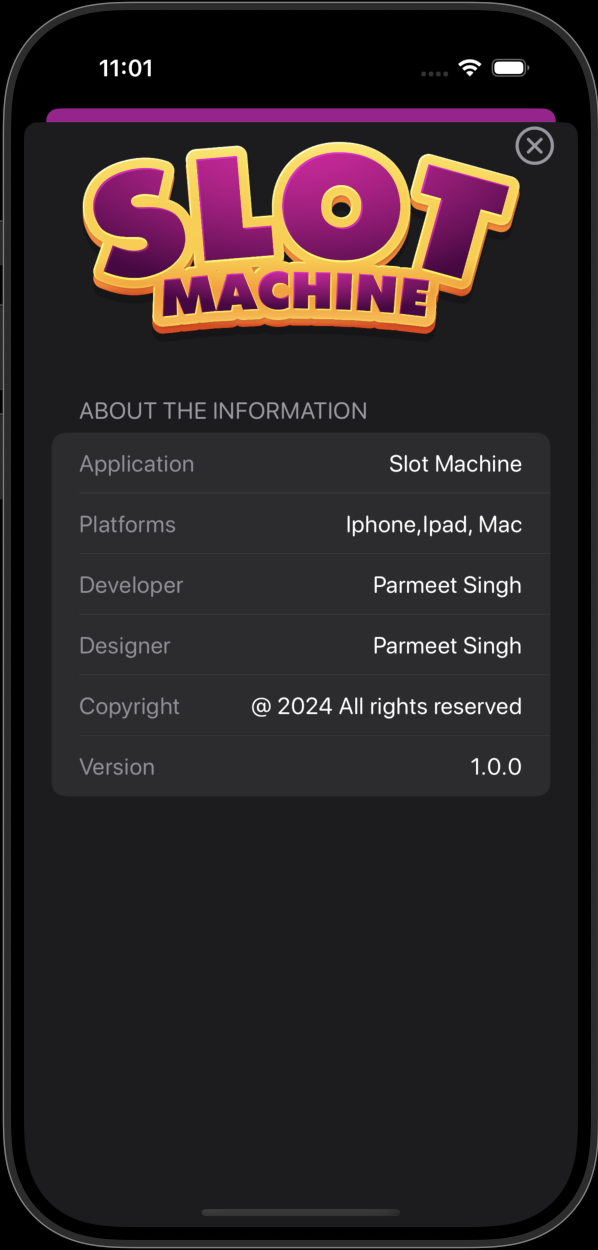 11:01
SLOT
MACHINE
ABOUT THE INFORMATION
Application Slot Machine
Platforms Iphone,Ipad, Mac
Developer Parmeet Singh
Designer Parmeet Singh
Copyright @ 2024 All rights reserved
Version 1.0.0